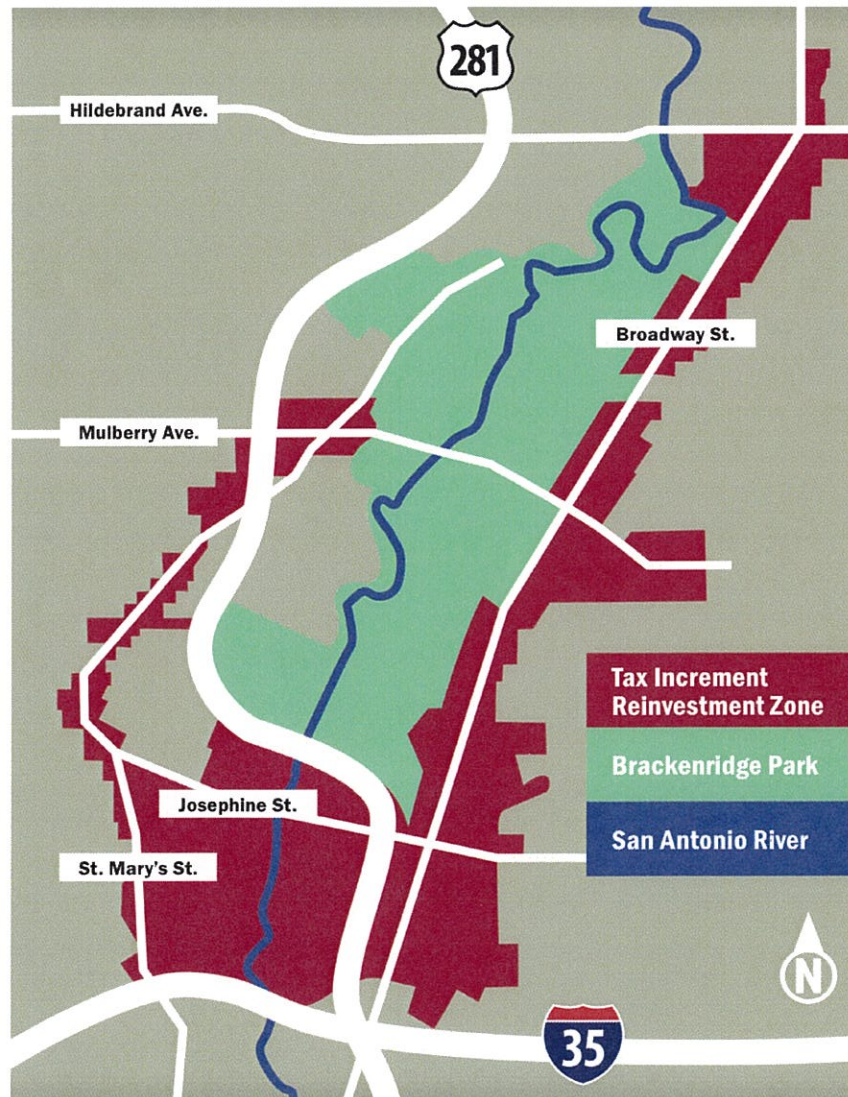 281
Hildebrand Ave.
Broadway St.
Mulberry Ave.
Tax Increment
Reinvestment Zone
Brackenridge Park
Josephine St.
San Antonio River
St. Mary's St.
N
35